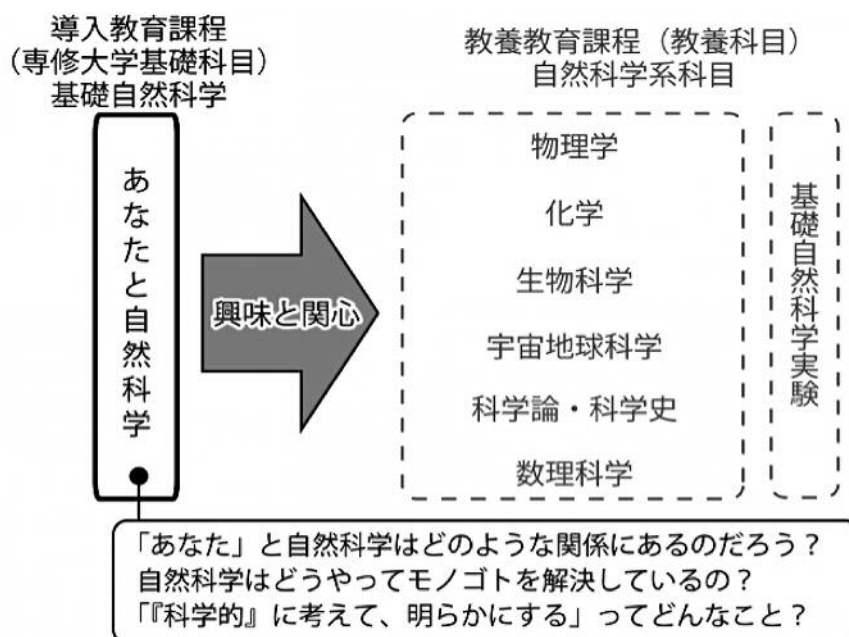 導入教育課程
（専修大学基礎科目）
基礎自然科学
あなたと自然科学
興味と関心
教養教育課程（教養科目）
自然科学系科目
物理学
化学
生物科学
宇宙地球科学
科学論・科学史
数理科学
基礎自然科学実験
「あなた」と自然科学はどのような関係にあるのだろう？
自然科学はどうやってモノゴトを解決しているの？
「『科学的』に考えて、明らかにする」ってどんなこと？